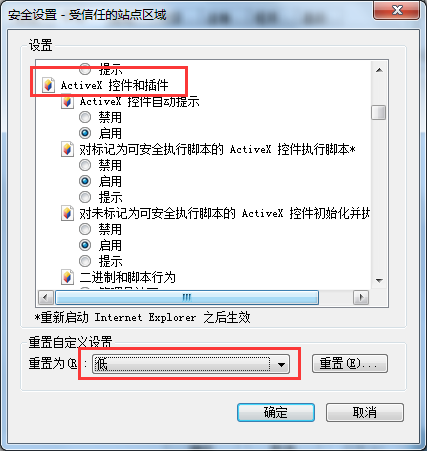 安全设置 - 受信任的站点区域
设置
提示
ActiveX 控件和插件
ActiveX 控件自动提示
禁用
启用
对标记为可安全执行脚本的 ActiveX 控件执行脚本*
禁用
启用
提示
对未标记为可安全执行脚本的 ActiveX 控件初始化并执
禁用
启用
提示
二进制和脚本行为
*重新启动 Internet Explorer 之后生效
重置自定义设置
重置为(R): 低 重置(E)...
确定 取消